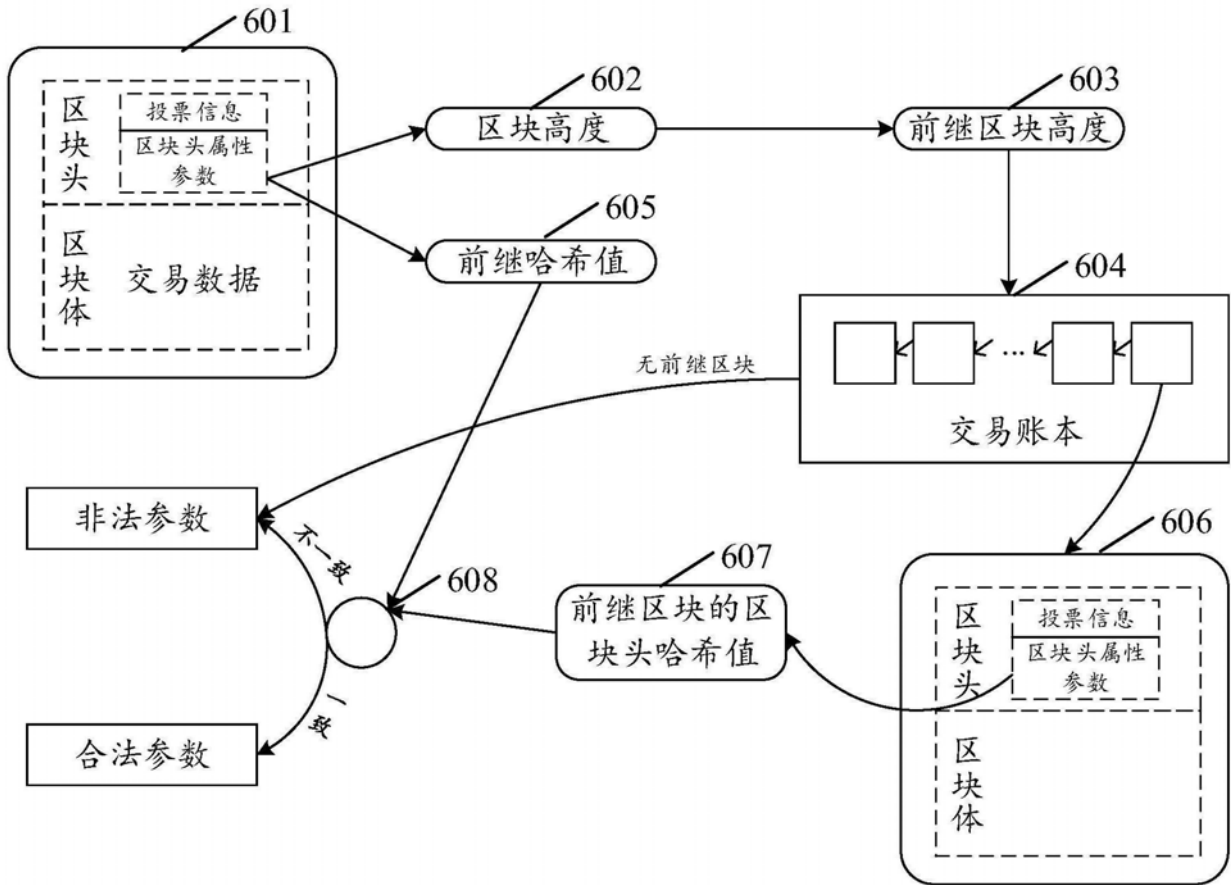 601
区块头
投票信息
区块头属性
参数
区块体
交易数据
602
区块高度
603
前继区块高度
605
前继哈希值
604
...
交易账本
无前继区块
非法参数
不一致
608
一致
合法参数
607
前继区块的区
块头哈希值
606
区块头
投票信息
区块头属性
参数
区块体